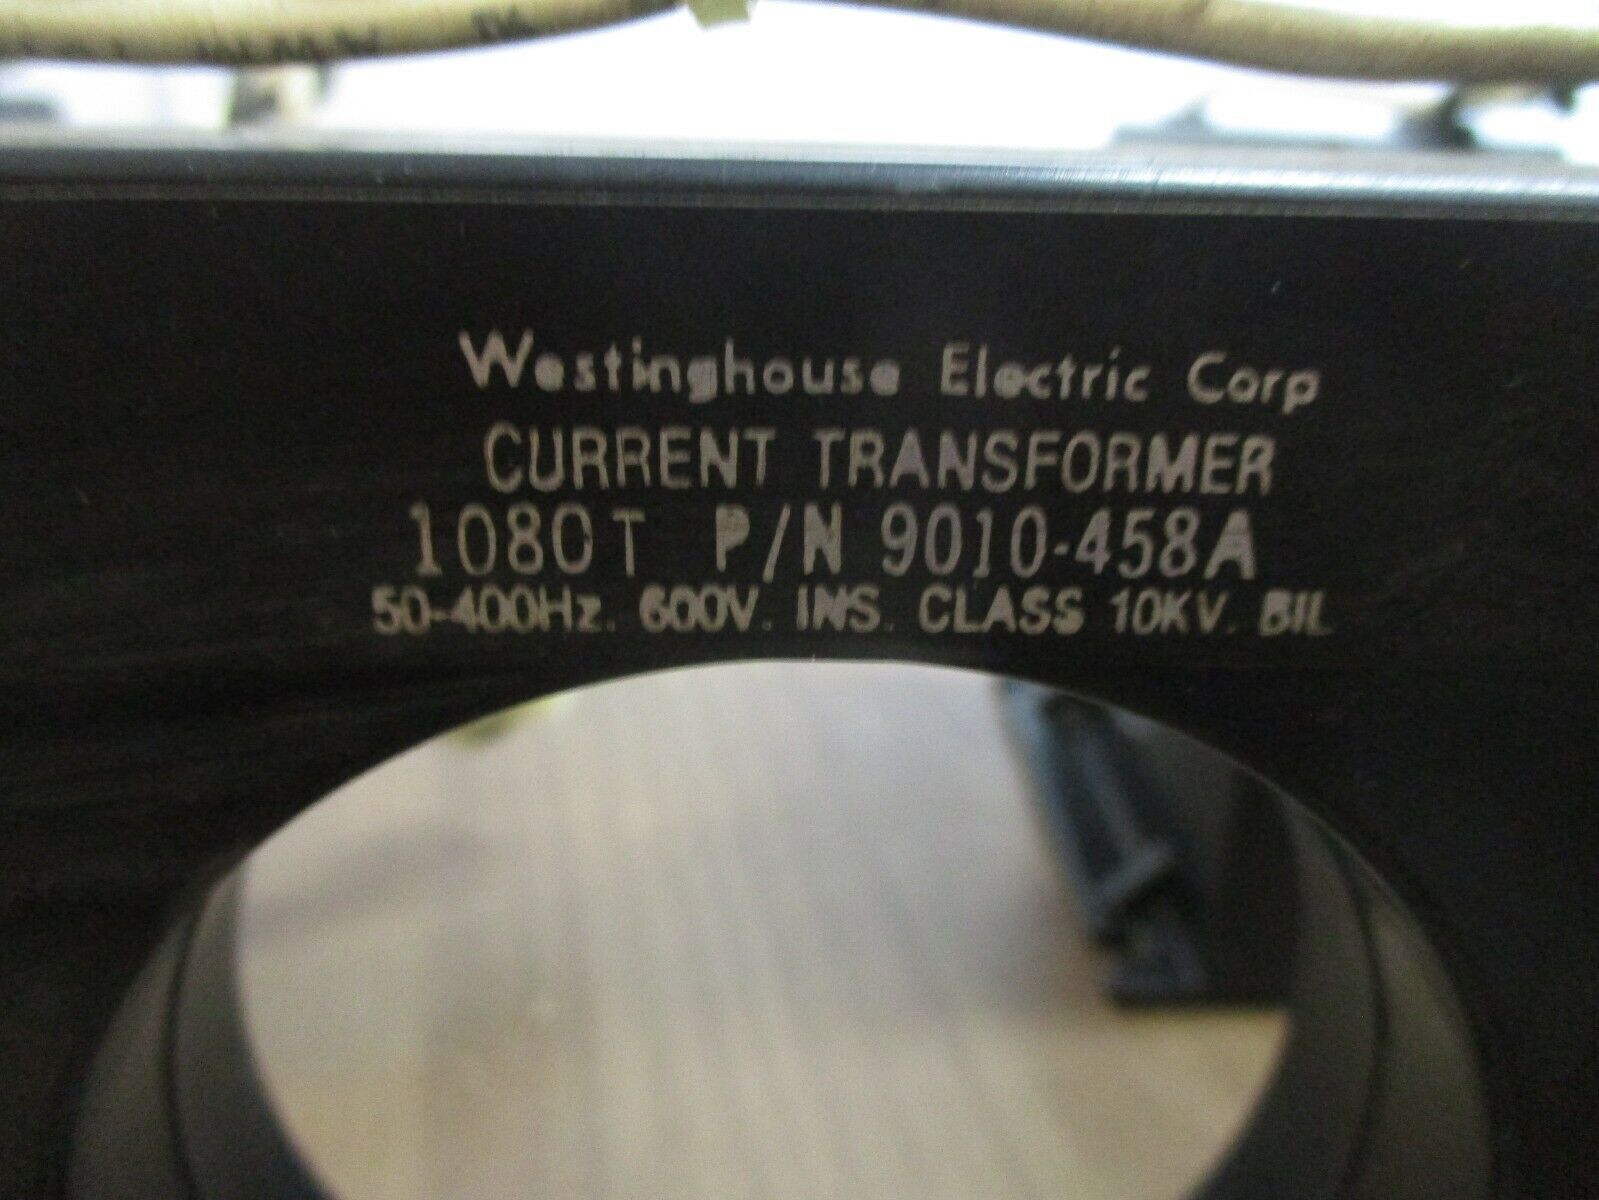 Westinghouse Electric Corp
CURRENT TRANSFORMER
1080T P/N 9010-458A
50-400Hz. 600V. INS. CLASS 10KV. BIL